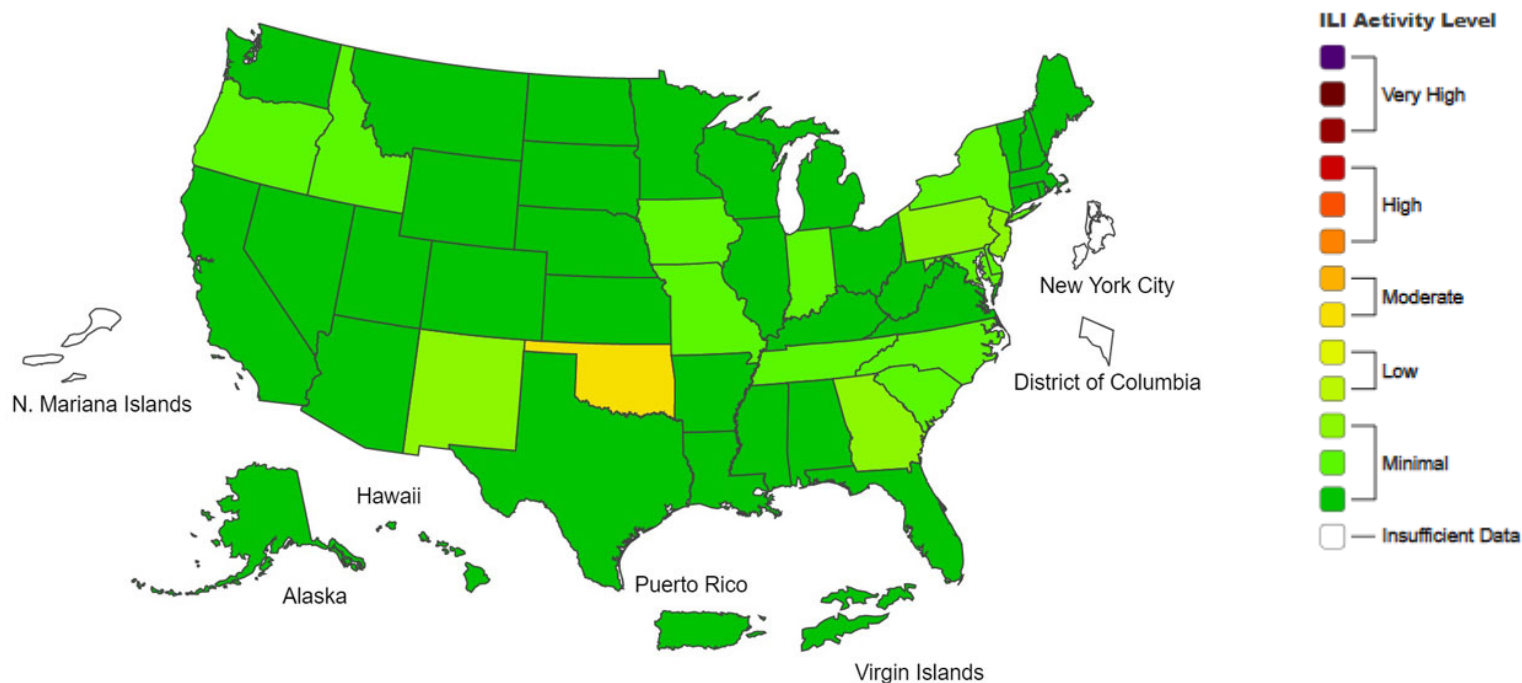 ILI Activity Level
Very High
High
Moderate
Low
Minimal
Insufficient Data
New York City
District of Columbia
N. Mariana Islands
Hawaii
Alaska
Puerto Rico
Virgin Islands